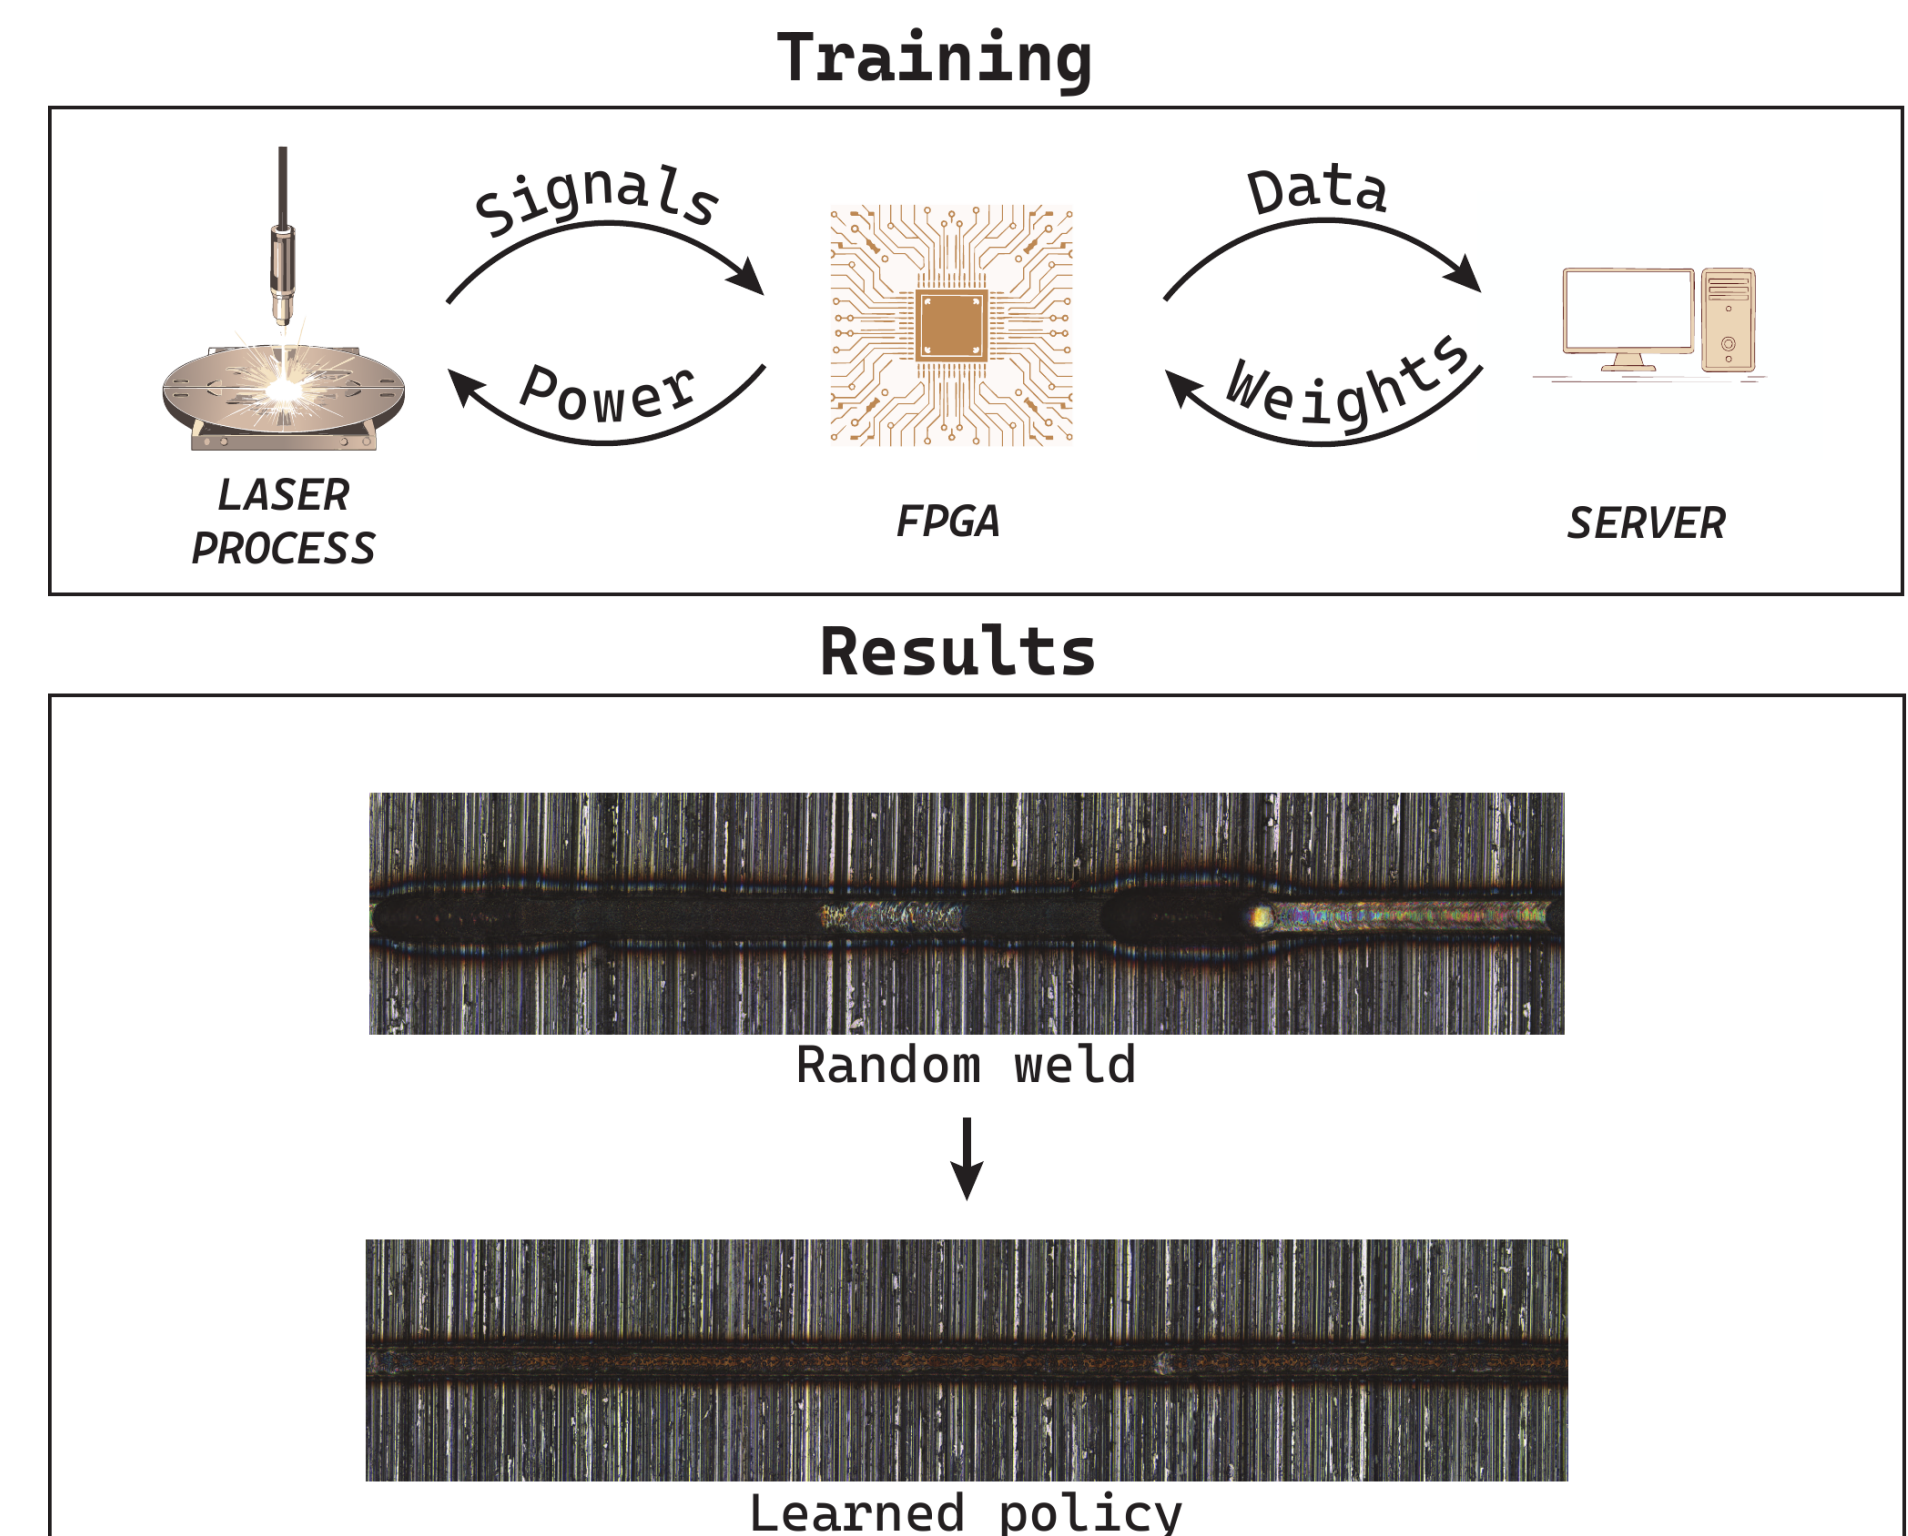 Training
Signals
Data
Power
Weights
LASER
PROCESS
FPGA
SERVER
Results
Random weld
Learned policy